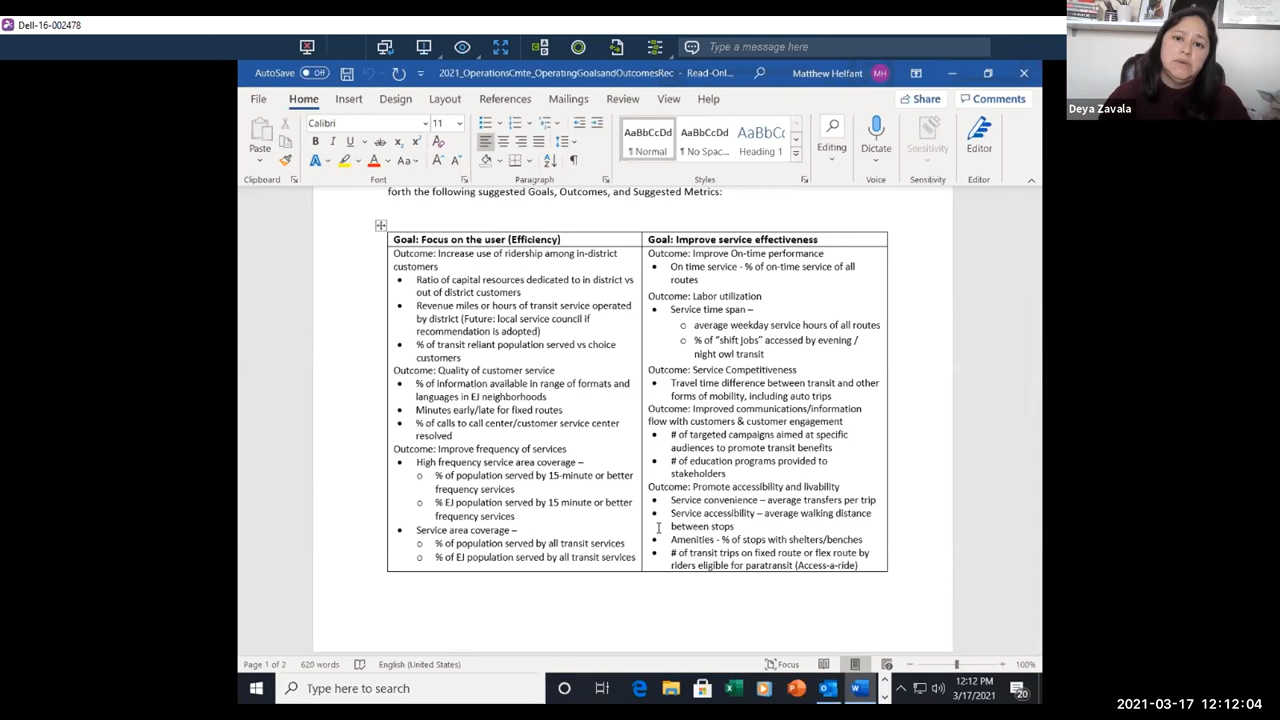 Dell-16-002478
Type a message here
Deya Zavala
AutoSave Off
2021_OperationsCmte_OperatingGoalsandOutcomesRec - Read-Onl...
Matthew Helfant
MH
File Home Insert Design Layout References Mailings Review View Help
Share Comments
Paste
Calibri 11
AaBbCcDd AaBbCcDd AaBbC
¶ Normal ¶ No Spac... Heading 1
Editing Dictate Sensitivity Editor
Clipboard Font Paragraph Styles Voice Sensitivity Editor
forth the following suggested Goals, Outcomes, and Suggested Metrics:
Goal: Focus on the user (Efficiency)
Outcome: Increase use of ridership among in-district
customers
• Ratio of capital resources dedicated to in district vs
out of district customers
• Revenue miles or hours of transit service operated
by district (Future: local service council if
recommendation is adopted)
• % of transit reliant population served vs choice
customers
Outcome: Quality of customer service
• % of information available in range of formats and
languages in EJ neighborhoods
• Minutes early/late for fixed routes
• % of calls to call center/customer service center
resolved
Outcome: Improve frequency of services
• High frequency service area coverage –
o % of population served by 15-minute or better
frequency services
o % EJ population served by 15 minute or better
frequency services
• Service area coverage –
o % of population served by all transit services
o % of EJ population served by all transit services
Goal: Improve service effectiveness
Outcome: Improve On-time performance
• On time service - % of on-time service of all
routes
Outcome: Labor utilization
• Service time span –
o average weekday service hours of all routes
o % of “shift jobs” accessed by evening /
night owl transit
Outcome: Service Competitiveness
• Travel time difference between transit and other
forms of mobility, including auto trips
Outcome: Improved communications/information
flow with customers & customer engagement
• # of targeted campaigns aimed at specific
audiences to promote transit benefits
• # of education programs provided to
stakeholders
Outcome: Promote accessibility and livability
• Service convenience – average transfers per trip
• Service accessibility – average walking distance
between stops
• Amenities - % of stops with shelters/benches
• # of transit trips on fixed route or flex route by
riders eligible for paratransit (Access-a-ride)
Page 1 of 2 620 words English (United States) Focus 100%
Type here to search
12:12 PM
3/17/2021
20
2021-03-17 12:12:04